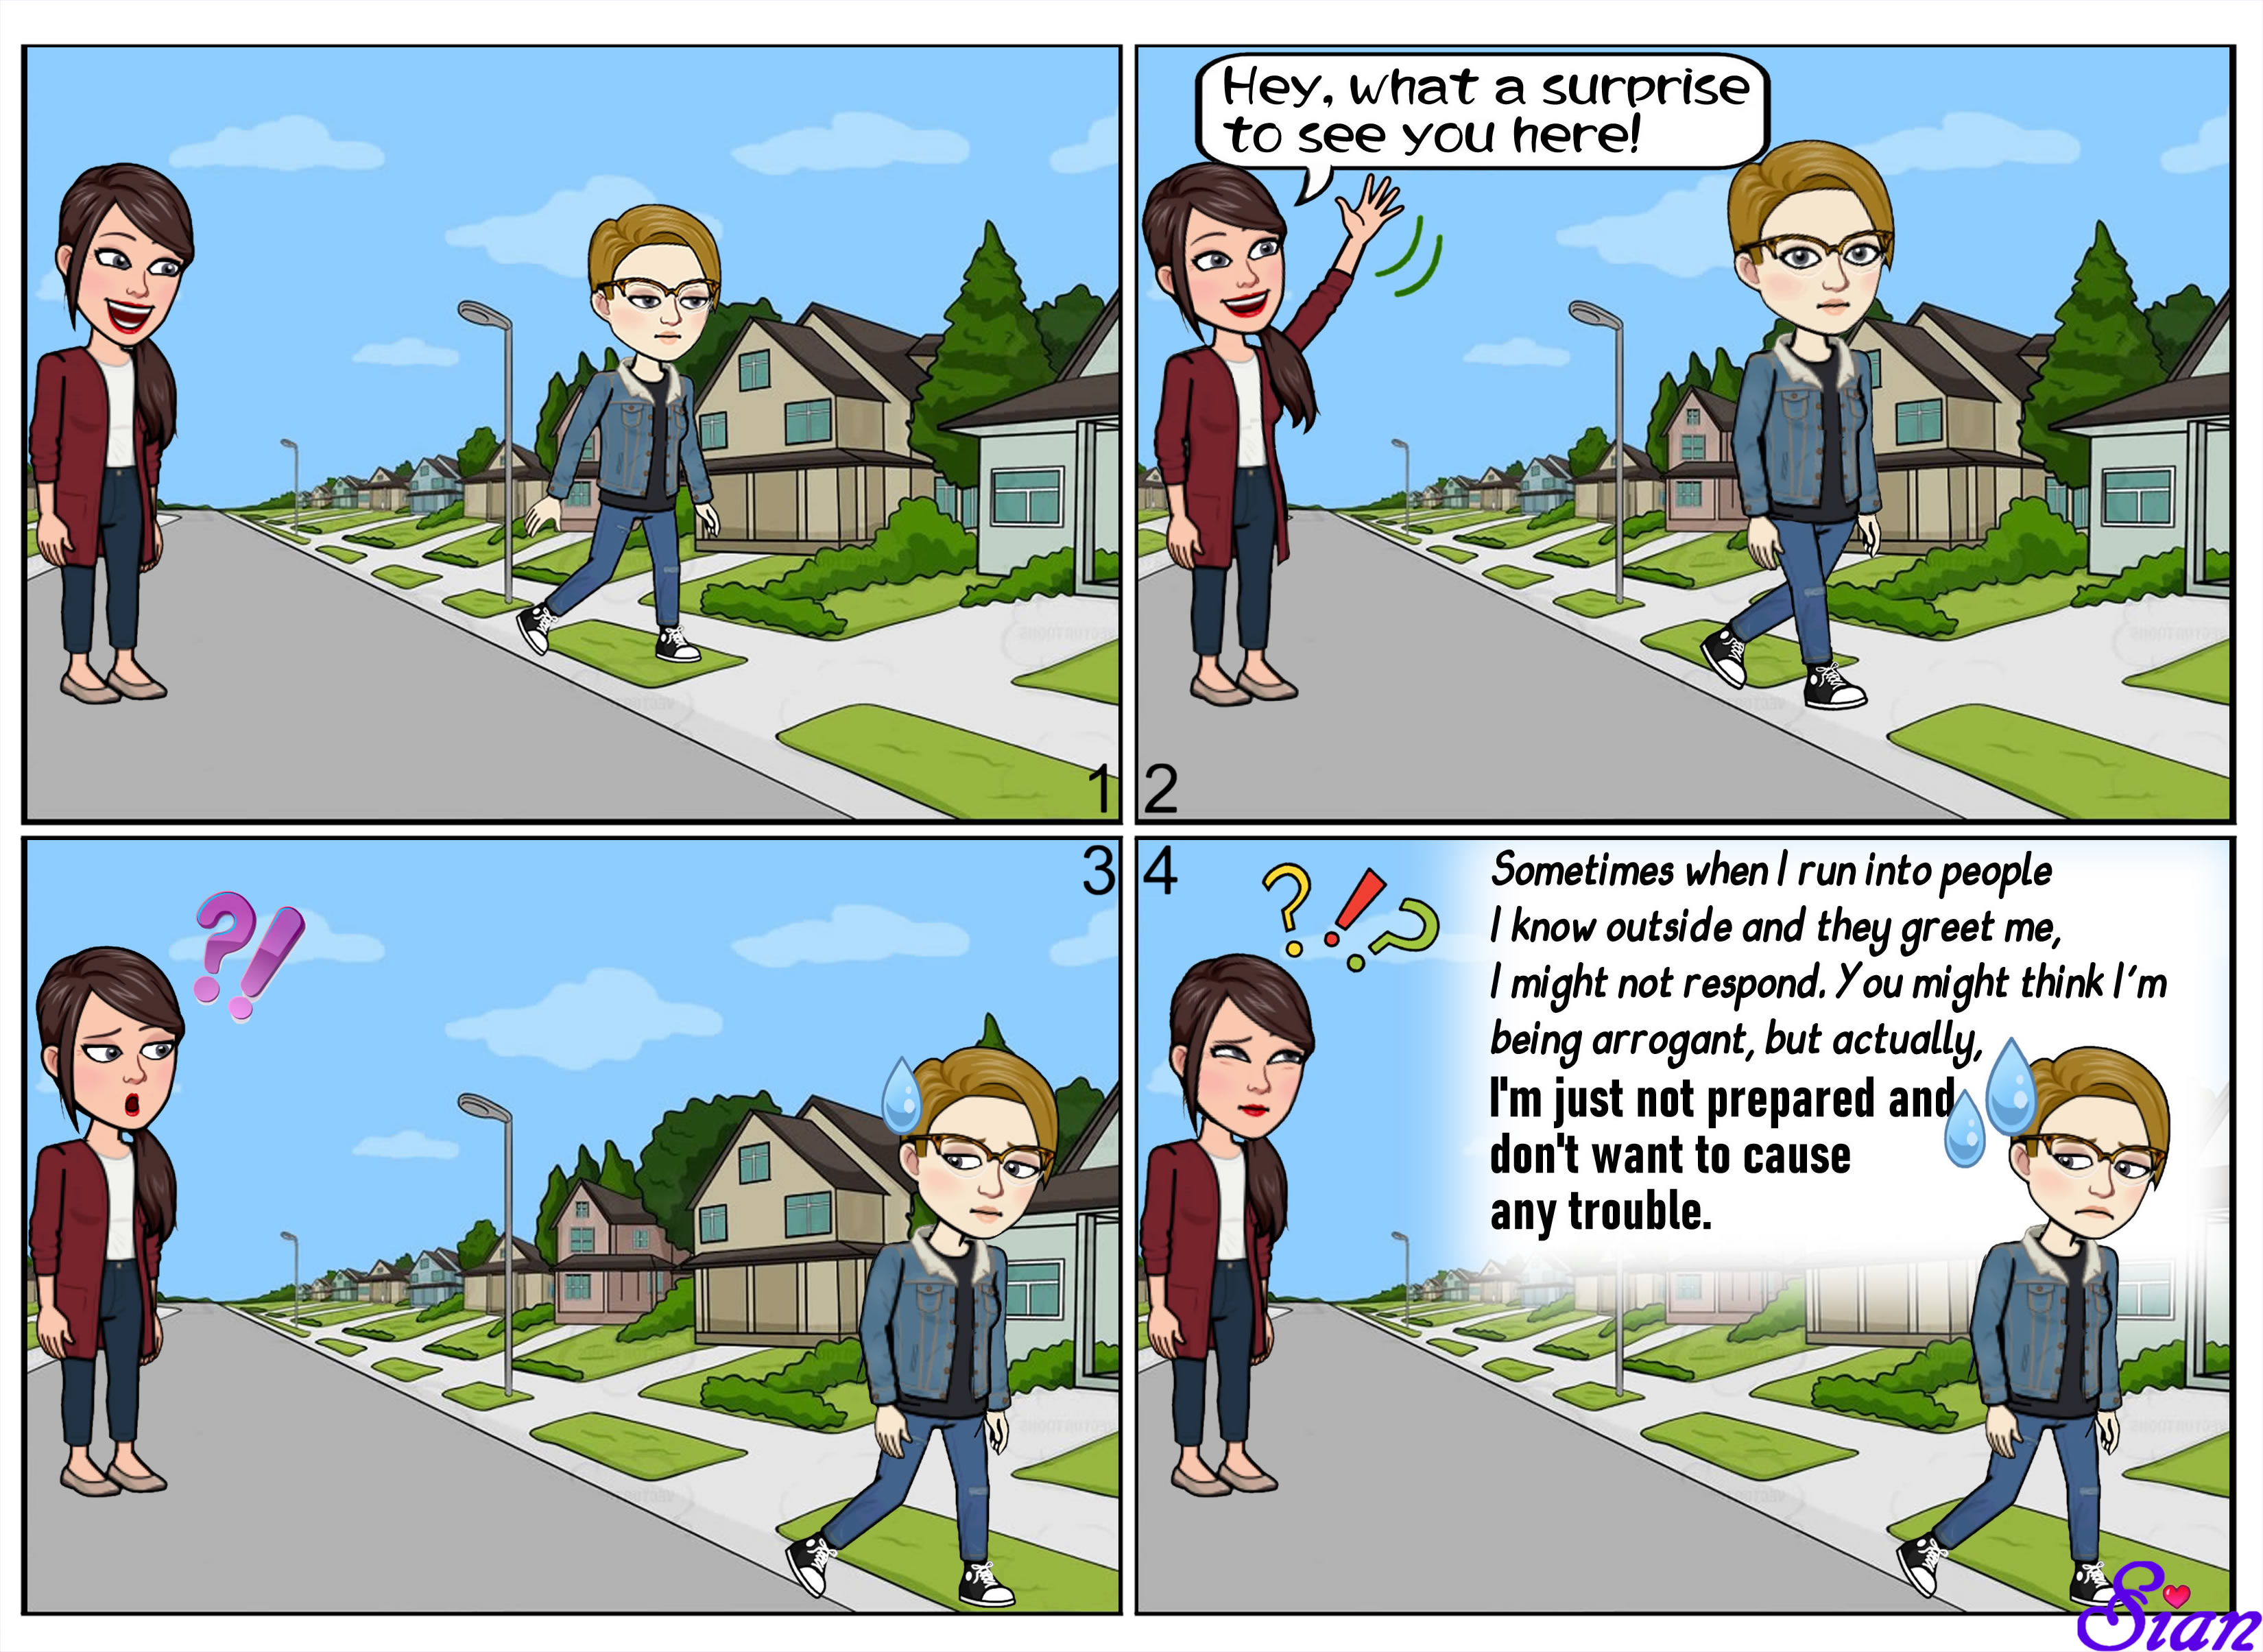 Hey, what a surprise
to see you here!
1
2
3
4
Sometimes when I run into people
I know outside and they greet me,
I might not respond. You might think I'm
being arrogant, but actually,
I'm just not prepared and
don't want to cause
any trouble.
Sian